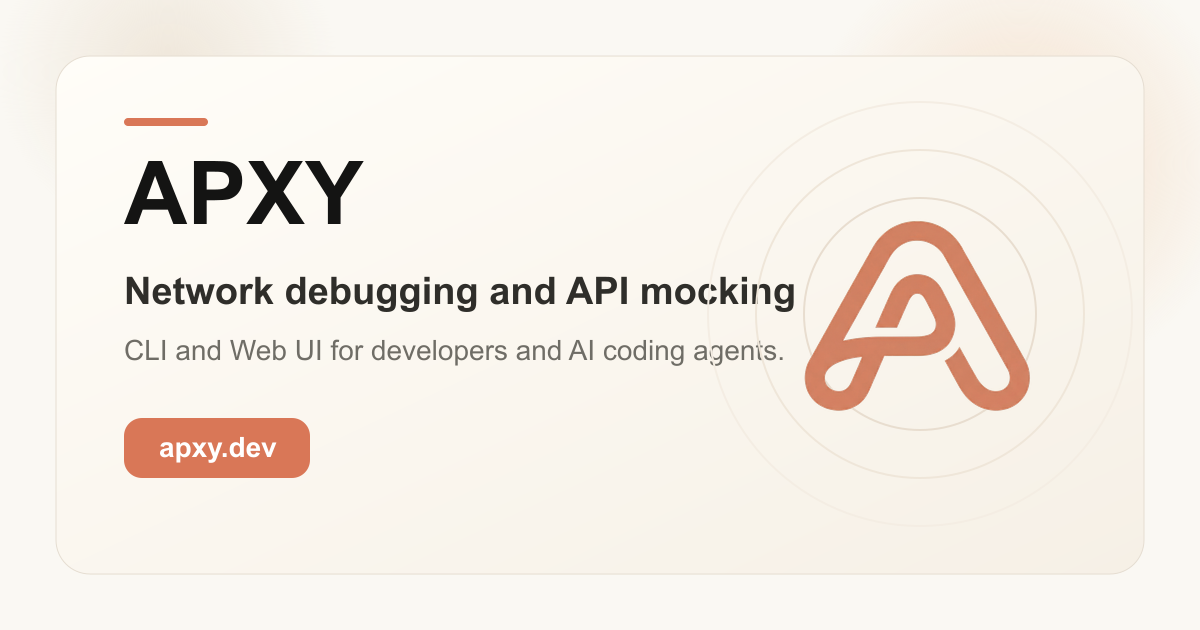 APXY
Network debugging and API mocking
CLI and Web UI for developers and AI coding agents.
apxy.dev